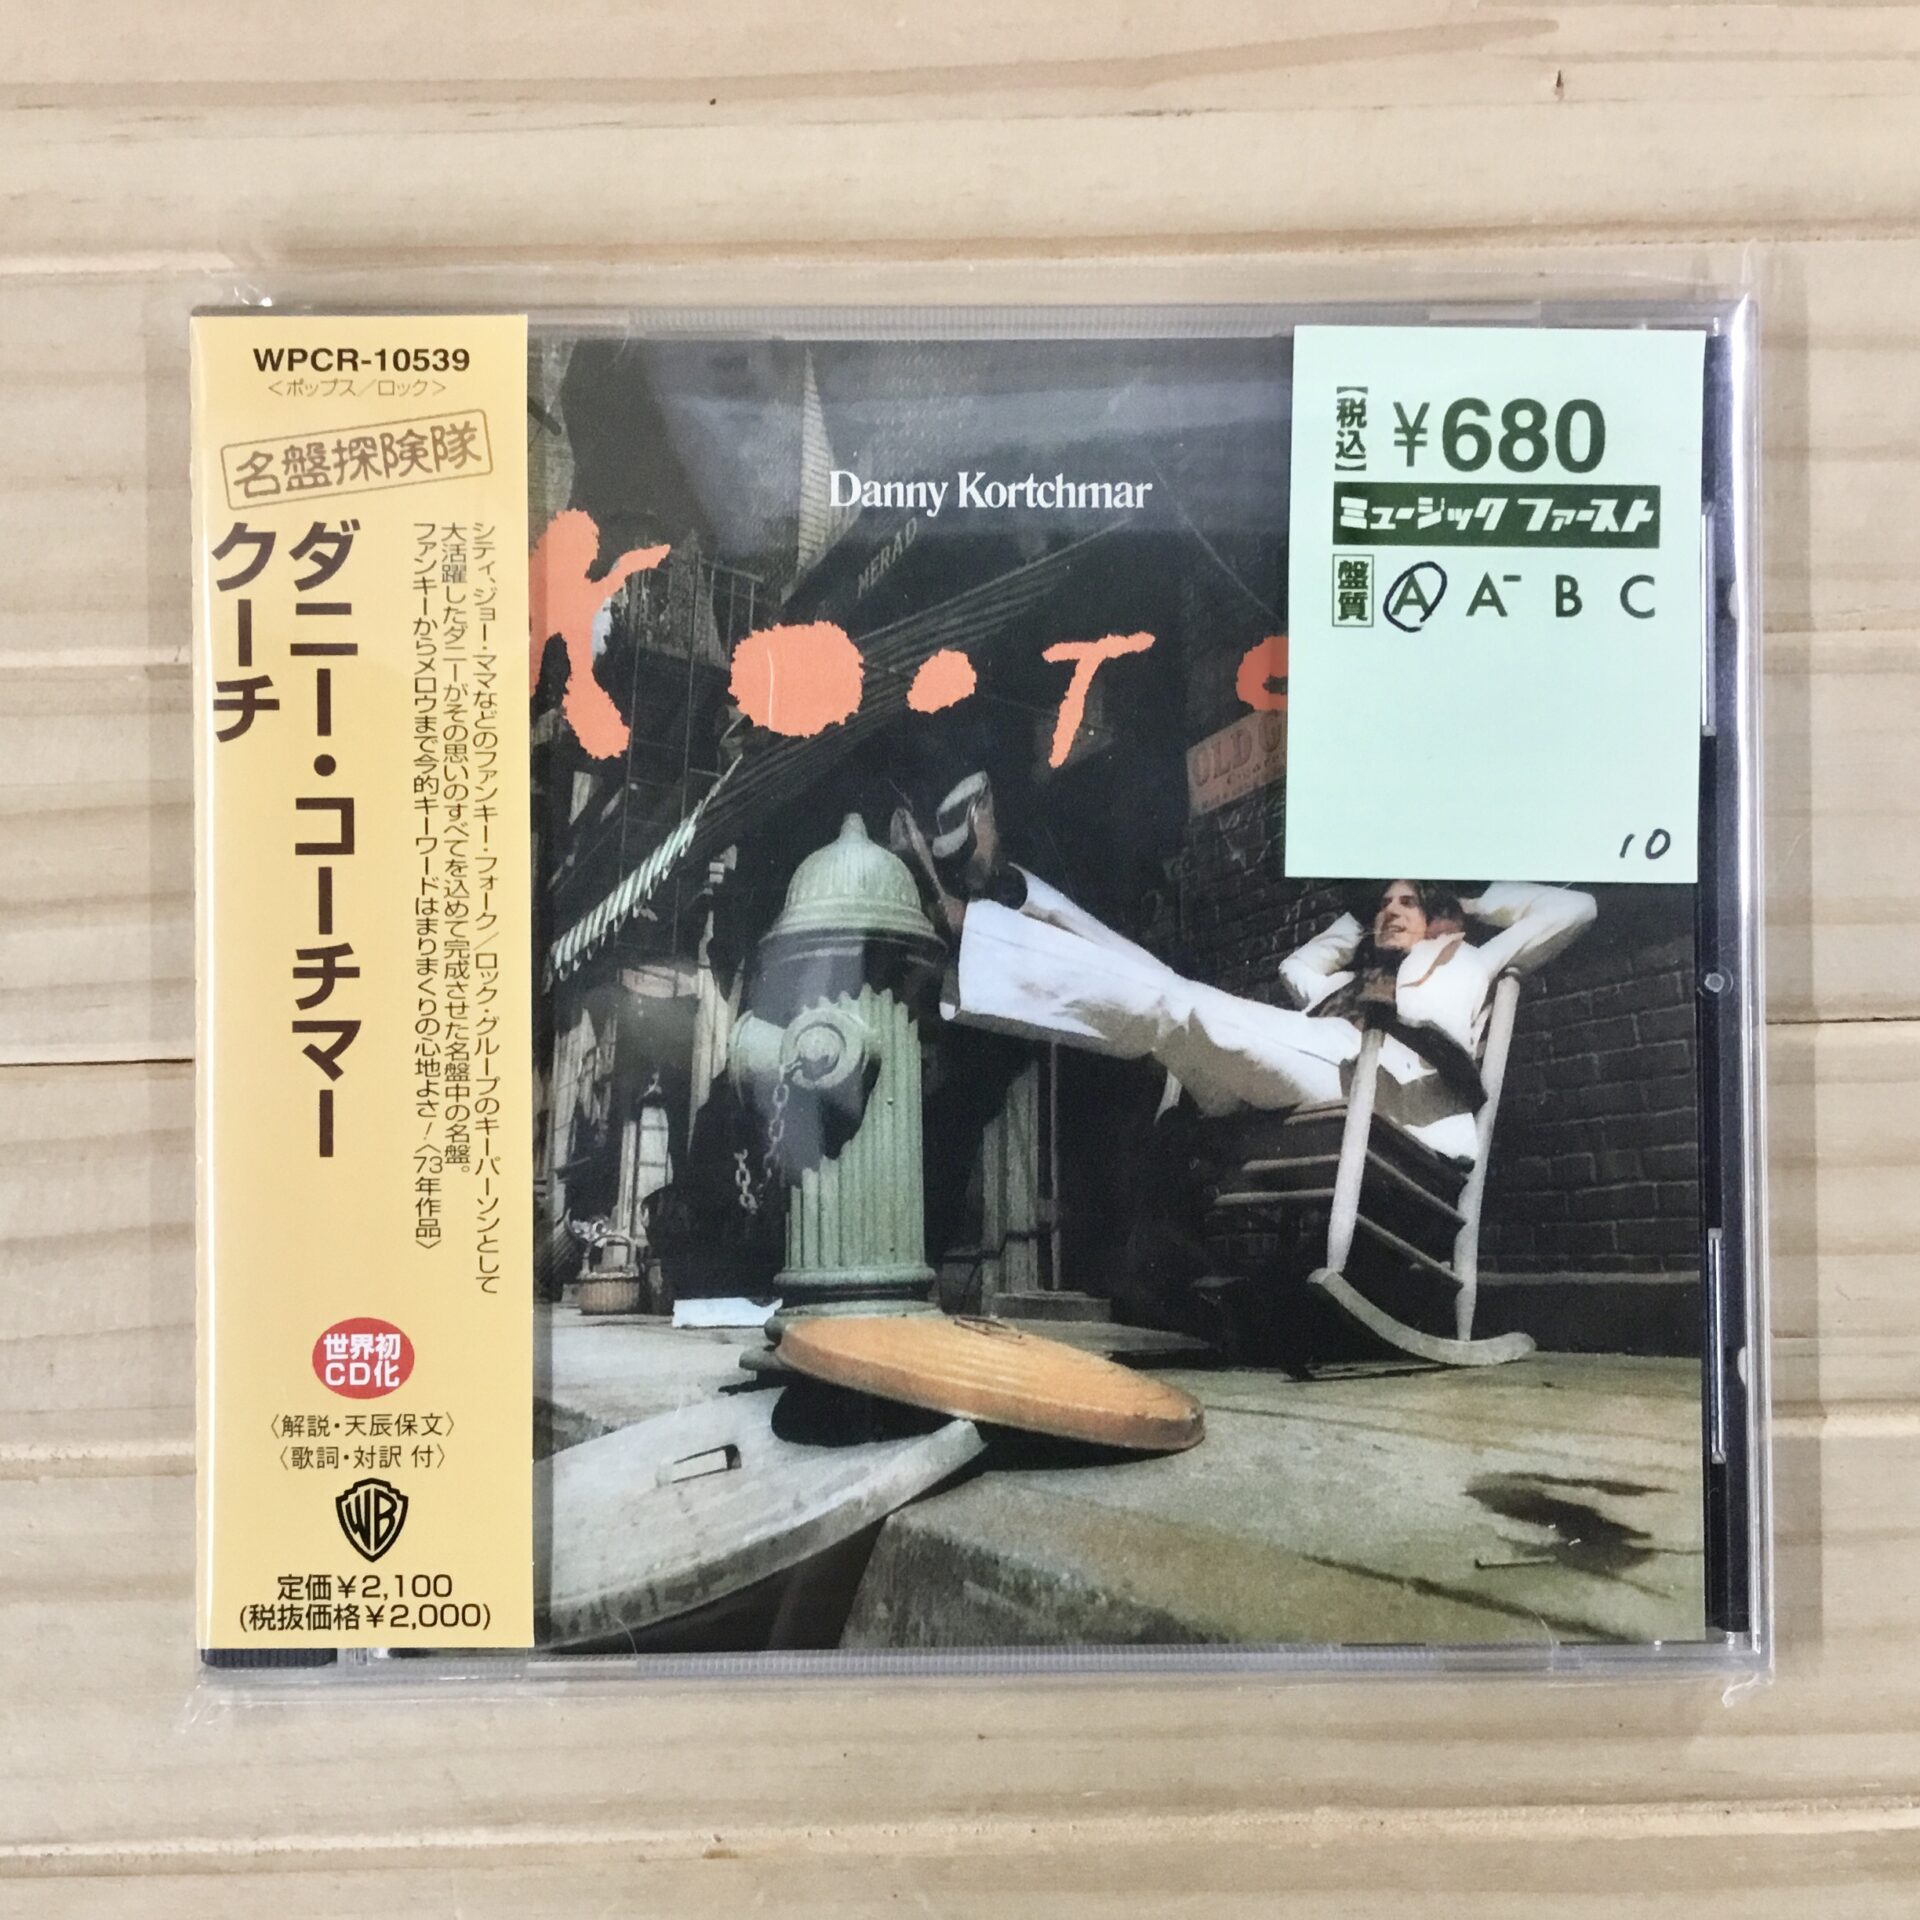 WPCR-10539
＜ポップス／ロック＞
名盤探険隊
ダニー・コーチマー
クーチ
シティ、ジョー・ママなどのファンキー・フォーク／ロック・グループのキーパーソンとして
大活躍したダニーがその思いのすべてを込めて完成させた名盤中の名盤。
ファンキーからメロウまで今的キーワードはまりまくりの心地よさ！〈73年作品〉
世界初
CD化
〈解説・天辰保文〉
〈歌詞・対訳 付〉
WB
定価￥2,100
(税抜価格￥2,000)
Danny Kortchmar
MERAD
OLD G
【税込】￥680
ミュージック ファースト
盤質 A A⁻ B C
10